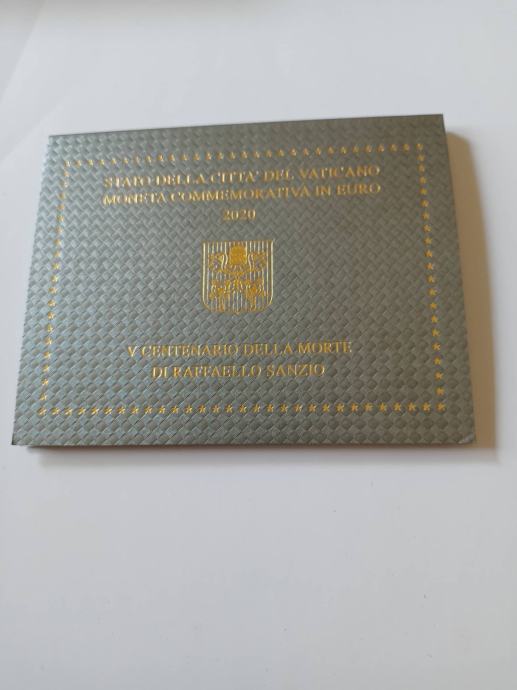 STATO DELLA CITTA' DEL VATICANO
MONETA COMMEMORATIVA IN EURO
2020
V CENTENARIO DELLA MORTE
DI RAFFAELLO SANZIO